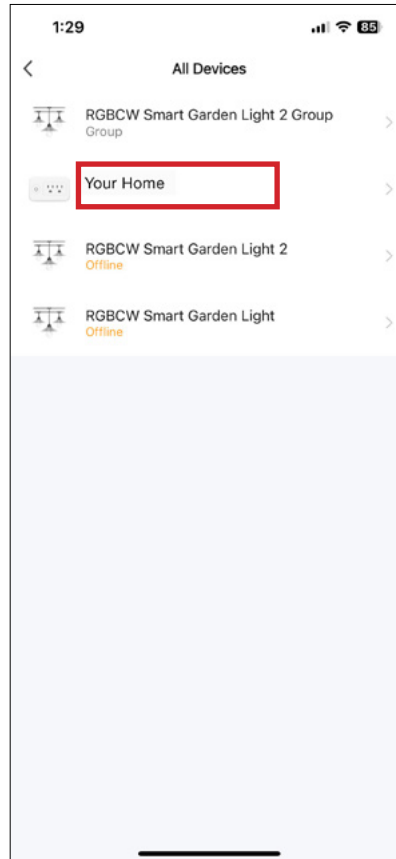 1:29
85
All Devices
RGBCW Smart Garden Light 2 Group
Group
Your Home
RGBCW Smart Garden Light 2
Offline
RGBCW Smart Garden Light
Offline